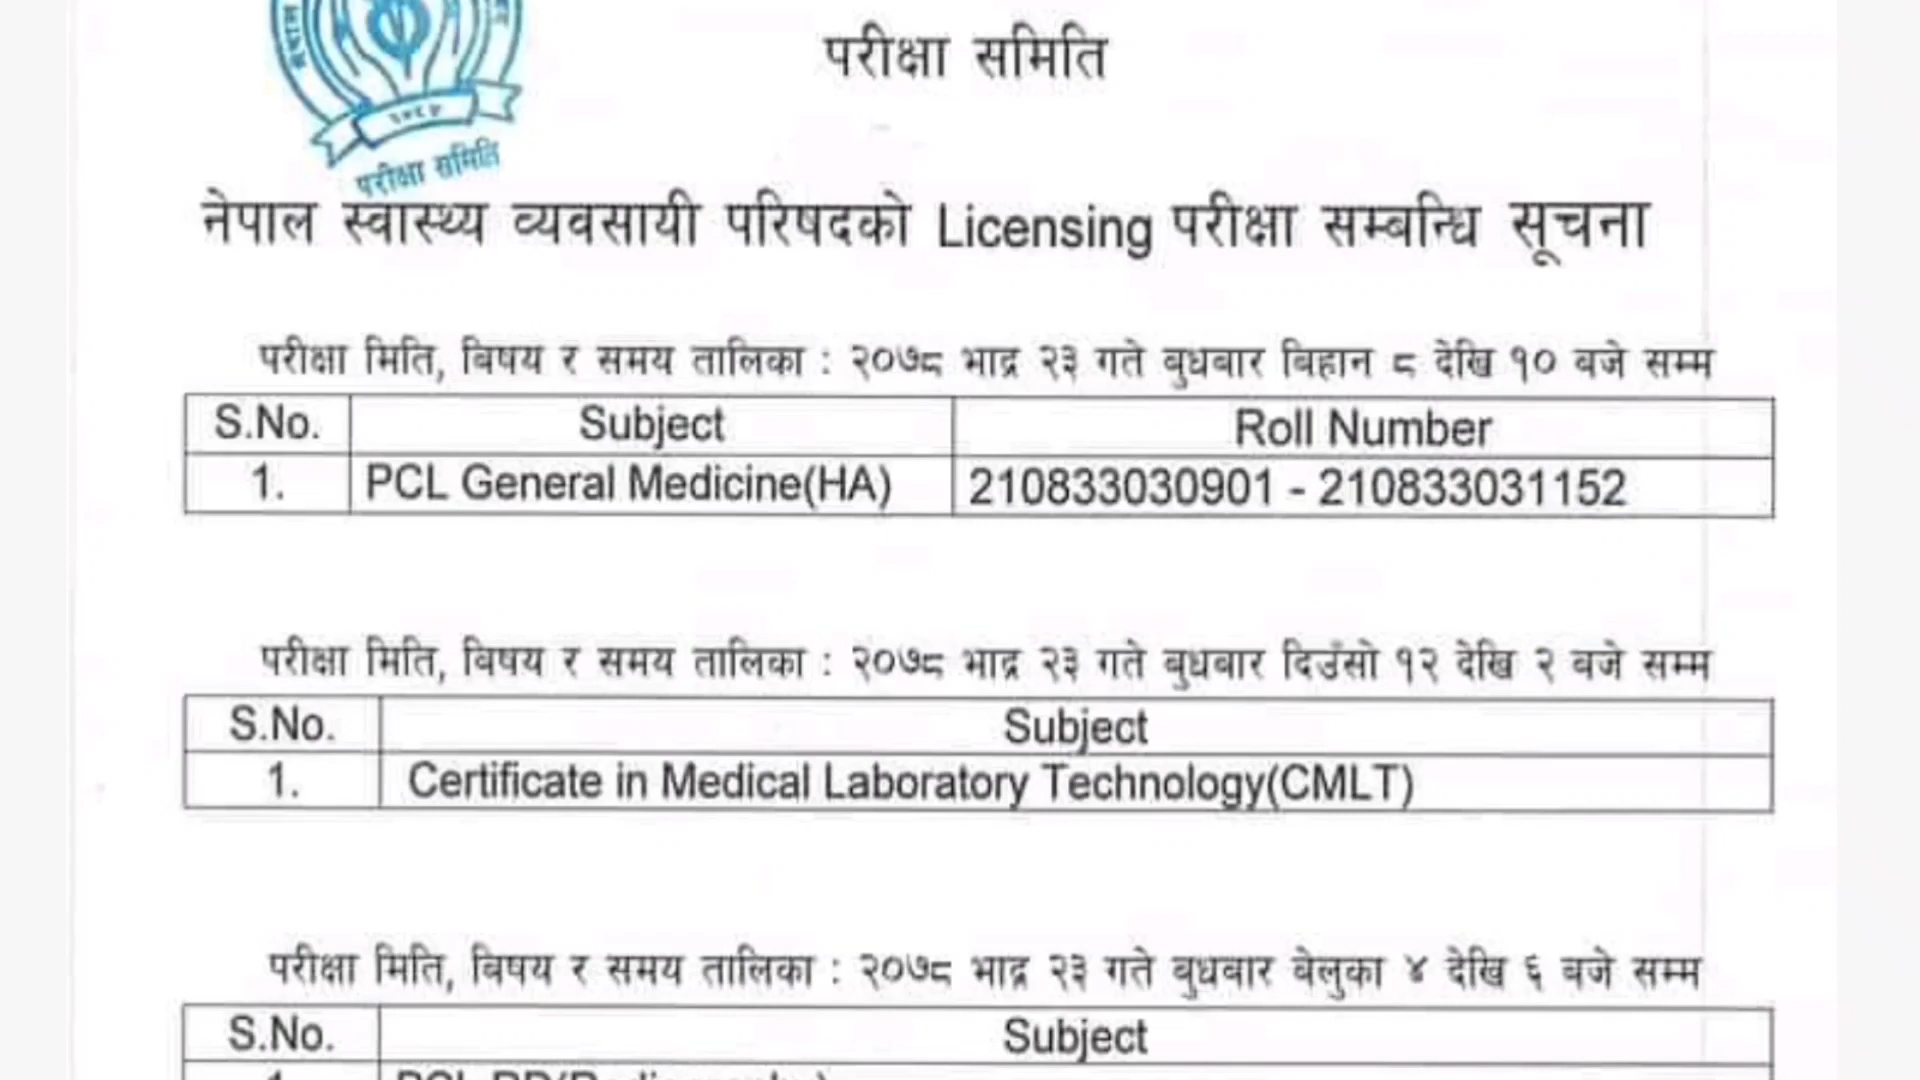 २०४३
परीक्षा समिति
परीक्षा समिति
नेपाल स्वास्थ्य व्यवसायी परिषदको Licensing परीक्षा सम्बन्धि सूचना
परीक्षा मिति, बिषय र समय तालिका : २०७८ भाद्र २३ गते बुधबार बिहान ८ देखि १० बजे सम्म
S.No. Subject Roll Number
1. PCL General Medicine(HA) 210833030901 - 210833031152
परीक्षा मिति, बिषय र समय तालिका : २०७८ भाद्र २३ गते बुधबार दिउँसो १२ देखि २ बजे सम्म
S.No. Subject
1. Certificate in Medical Laboratory Technology(CMLT)
परीक्षा मिति, बिषय र समय तालिका : २०७८ भाद्र २३ गते बुधबार बेलुका ४ देखि ६ बजे सम्म
S.No. Subject